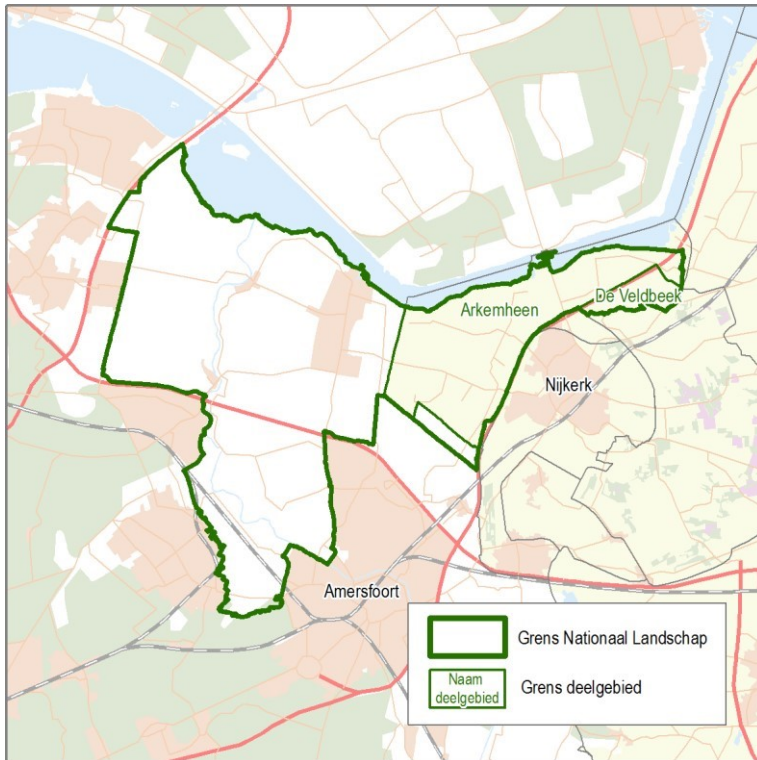 De Veldbeek
Arkemheen
Nijkerk
Amersfoort
Grens Nationaal Landschap
Naam
deelgebied
Grens deelgebied